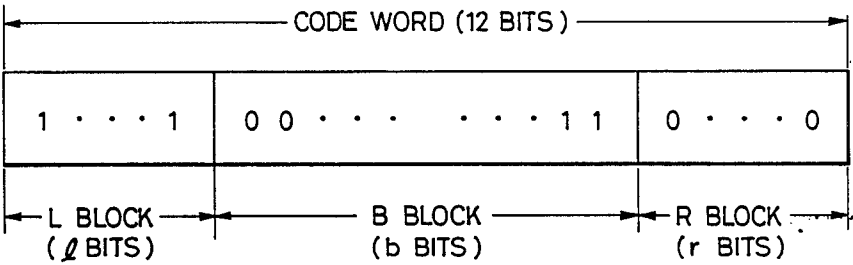 CODE WORD (12 BITS)
1 · · · 1 0 0 · · · · · · 1 1 0 · · · 0
L BLOCK B BLOCK R BLOCK
(ℓ BITS) (b BITS) (r BITS)